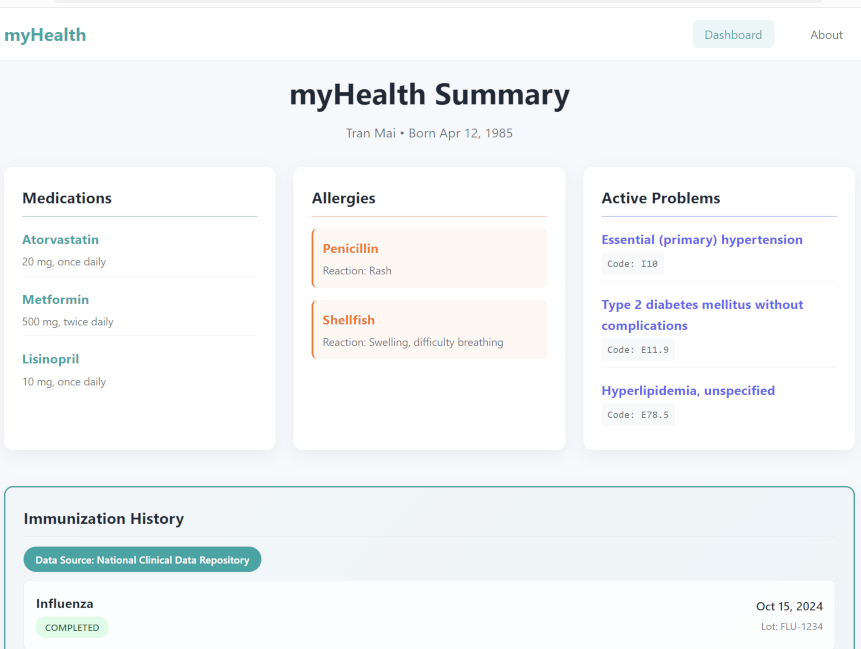 myHealth
Dashboard
About
myHealth Summary
Tran Mai • Born Apr 12, 1985
Medications
Atorvastatin
20 mg, once daily
Metformin
500 mg, twice daily
Lisinopril
10 mg, once daily
Allergies
Penicillin
Reaction: Rash
Shellfish
Reaction: Swelling, difficulty breathing
Active Problems
Essential (primary) hypertension
Code: I10
Type 2 diabetes mellitus without
complications
Code: E11.9
Hyperlipidemia, unspecified
Code: E78.5
Immunization History
Data Source: National Clinical Data Repository
Influenza
COMPLETED
Oct 15, 2024
Lot: FLU-1234